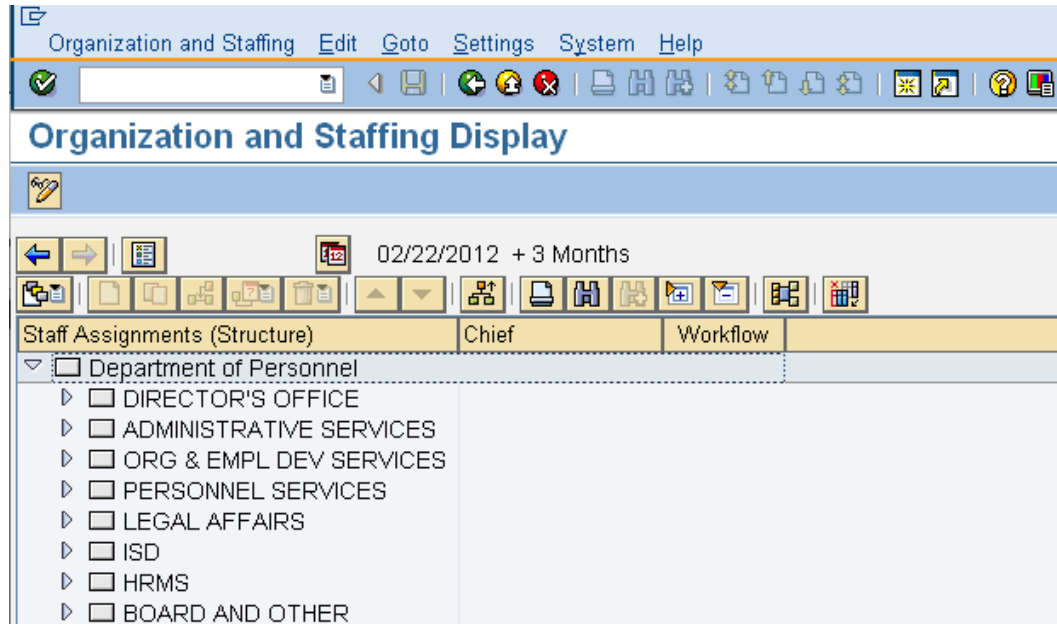 Organization and Staffing Edit Goto Settings System Help
Organization and Staffing Display
02/22/2012 + 3 Months
Staff Assignments (Structure) Chief Workflow
Department of Personnel
DIRECTOR'S OFFICE
ADMINISTRATIVE SERVICES
ORG & EMPL DEV SERVICES
PERSONNEL SERVICES
LEGAL AFFAIRS
ISD
HRMS
BOARD AND OTHER